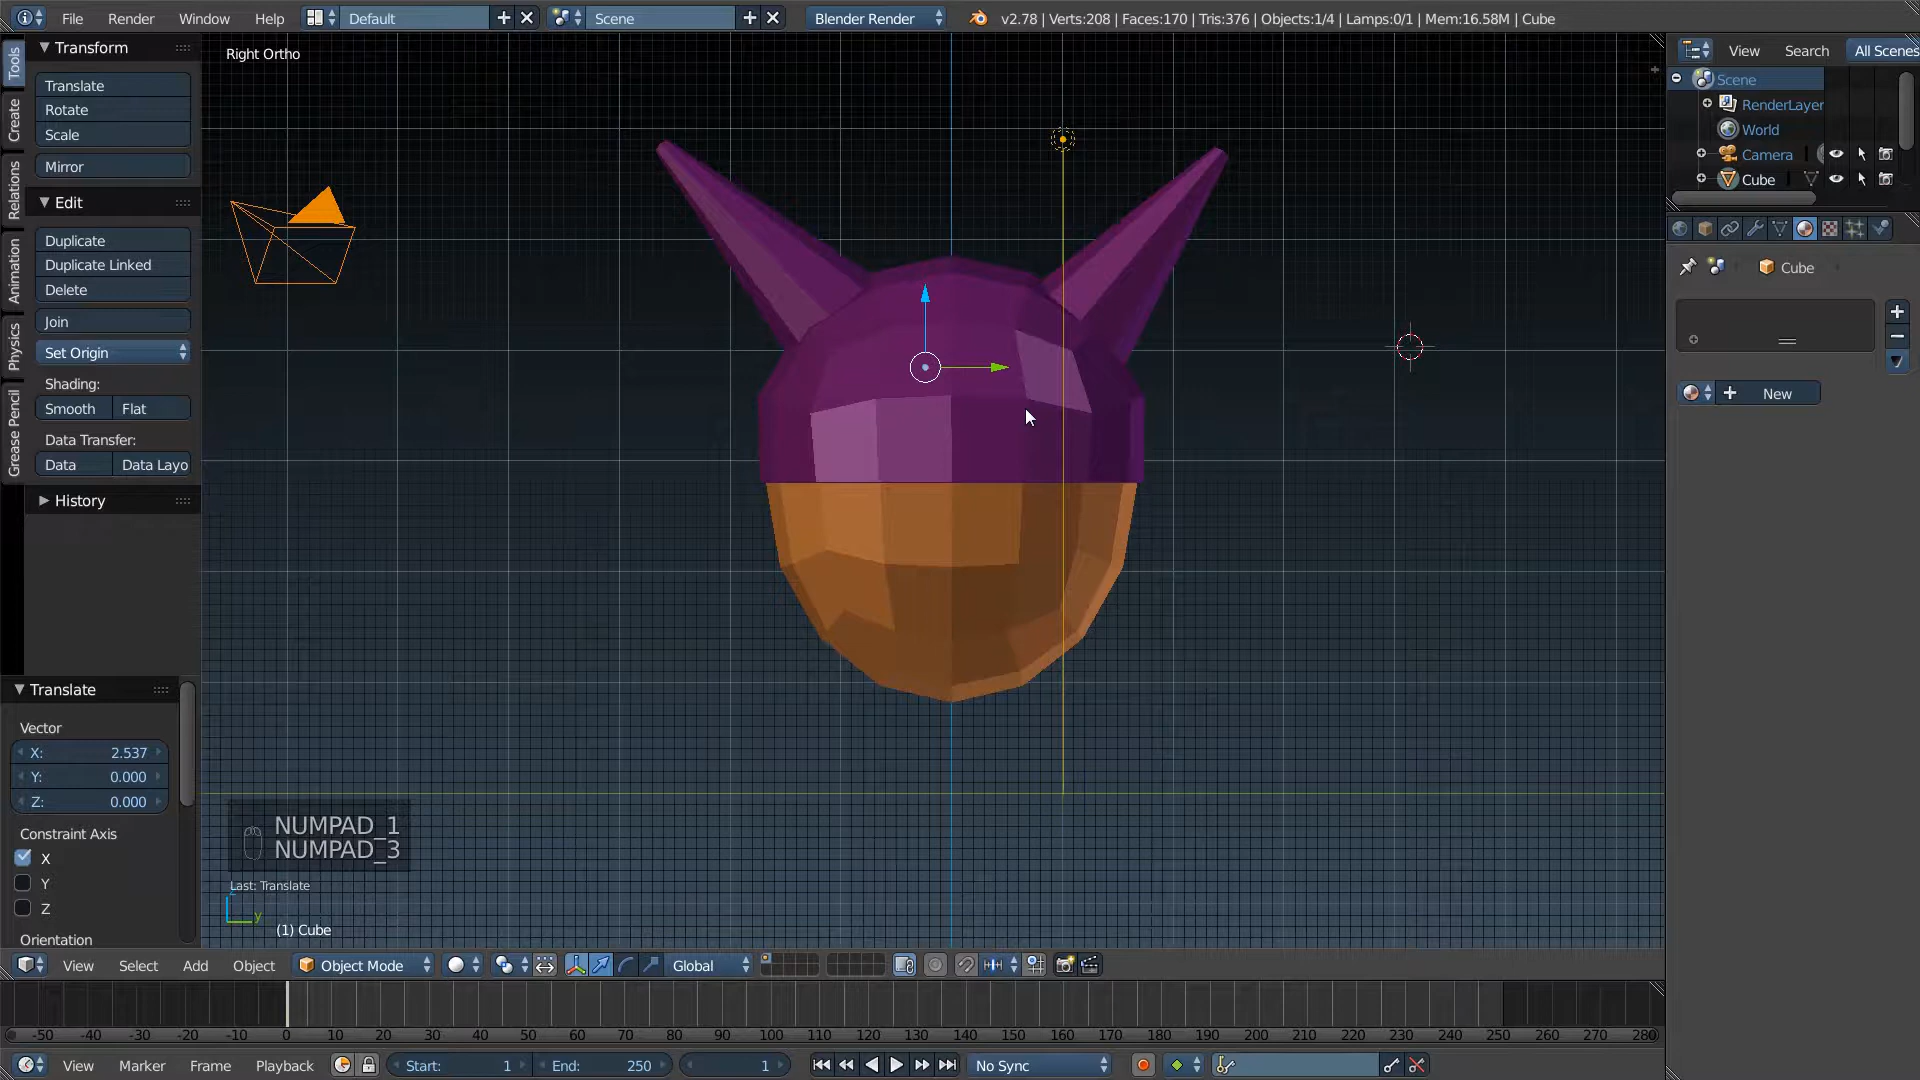 File Render Window Help Default Scene Blender Render v2.78 | Verts:208 | Faces:170 | Tris:376 | Objects:1/4 | Lamps:0/1 | Mem:16.58M | Cube
Tools
Create
Relations
Animation
Physics
Grease Pencil
Transform
Translate
Rotate
Scale
Mirror
Edit
Duplicate
Duplicate Linked
Delete
Join
Set Origin
Shading:
Smooth Flat
Data Transfer:
Data Data Layo
History
Translate
Vector
X: 2.537
Y: 0.000
Z: 0.000
Constraint Axis
X
Y
Z
Orientation
Right Ortho
NUMPAD_1
NUMPAD_3
Last: Translate
z
y
(1) Cube
View Search All Scenes
Scene
RenderLayer
World
Camera
Cube
Cube
New
View Select Add Object Object Mode Global
-50 -40 -30 -20 -10 0 10 20 30 40 50 60 70 80 90 100 110 120 130 140 150 160 170 180 190 200 210 220 230 240 250 260 270 280
View Marker Frame Playback Start: 1 End: 250 1 No Sync